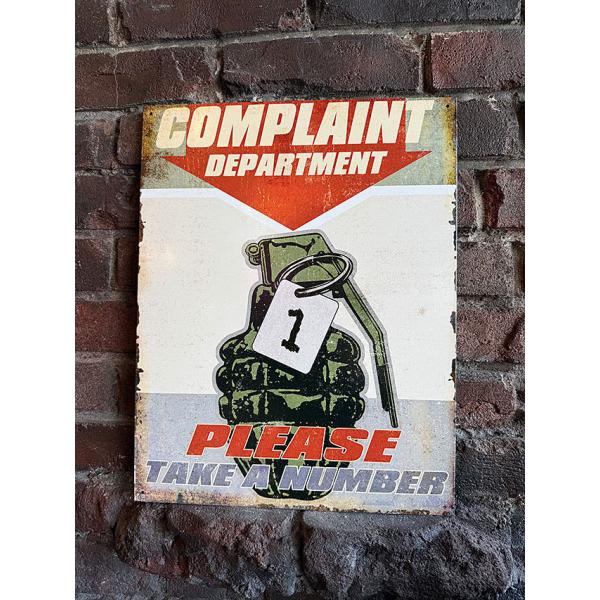 COMPLAINT
DEPARTMENT
1
PLEASE
TAKE A NUMBER